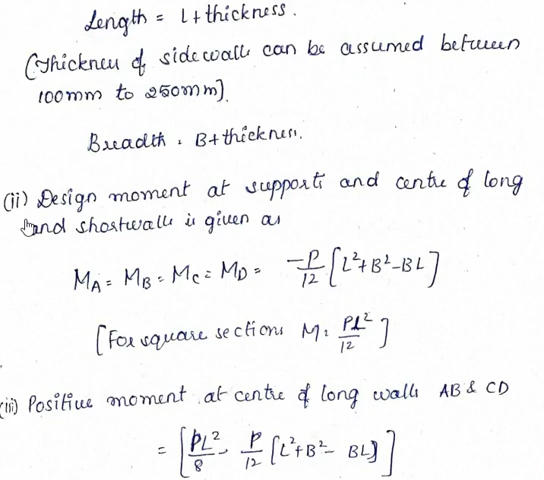 Length = l + thickness.
(Thickness of side walls can be assumed between
100mm to 250mm).
Breadth = B + thickness.
(ii) Design moment at supports and centre of long
and short walls is given as
M_A = M_B = M_C = M_D = -P/12 [L² + B² - BL]
[For square sections M = PL²/12]
(iii) Positive moment at centre of long walls AB & CD
= [PL²/8 - P/12 [L² + B² - BL)]